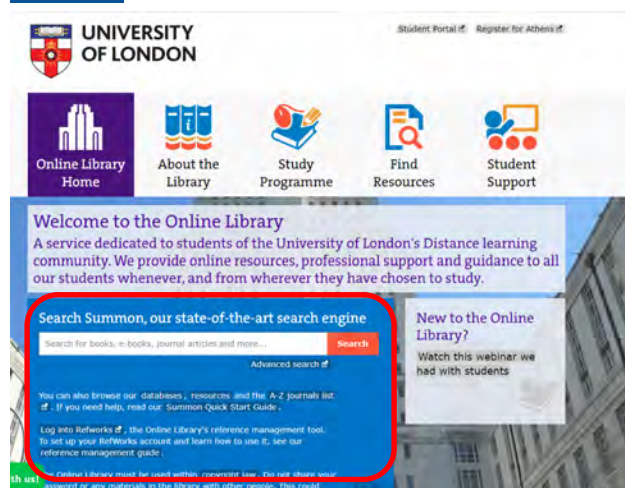 UNIVERSITY
OF LONDON
Student Portal
Register for Athens
Online Library
Home
About the
Library
Study
Programme
Find
Resources
Student
Support
Welcome to the Online Library
A service dedicated to students of the University of London's Distance learning
community. We provide online resources, professional support and guidance to all
our students whenever, and from wherever they have chosen to study.
Search Summon, our state-of-the-art search engine
Search for books, e-books, journal articles and more...
Search
Advanced search
You can also browse our databases, resources and the A-Z journals list
. If you need help, read our Summon Quick Start Guide.
Log into Refworks, the Online Library's reference management tool.
To set up your RefWorks account and learn how to use it, see our
reference management guide.
Online Library must be used within copyright law. Do not share your
password or any materials in the library with other people. This could
New to the Online
Library?
Watch this webinar we
had with students
th us!